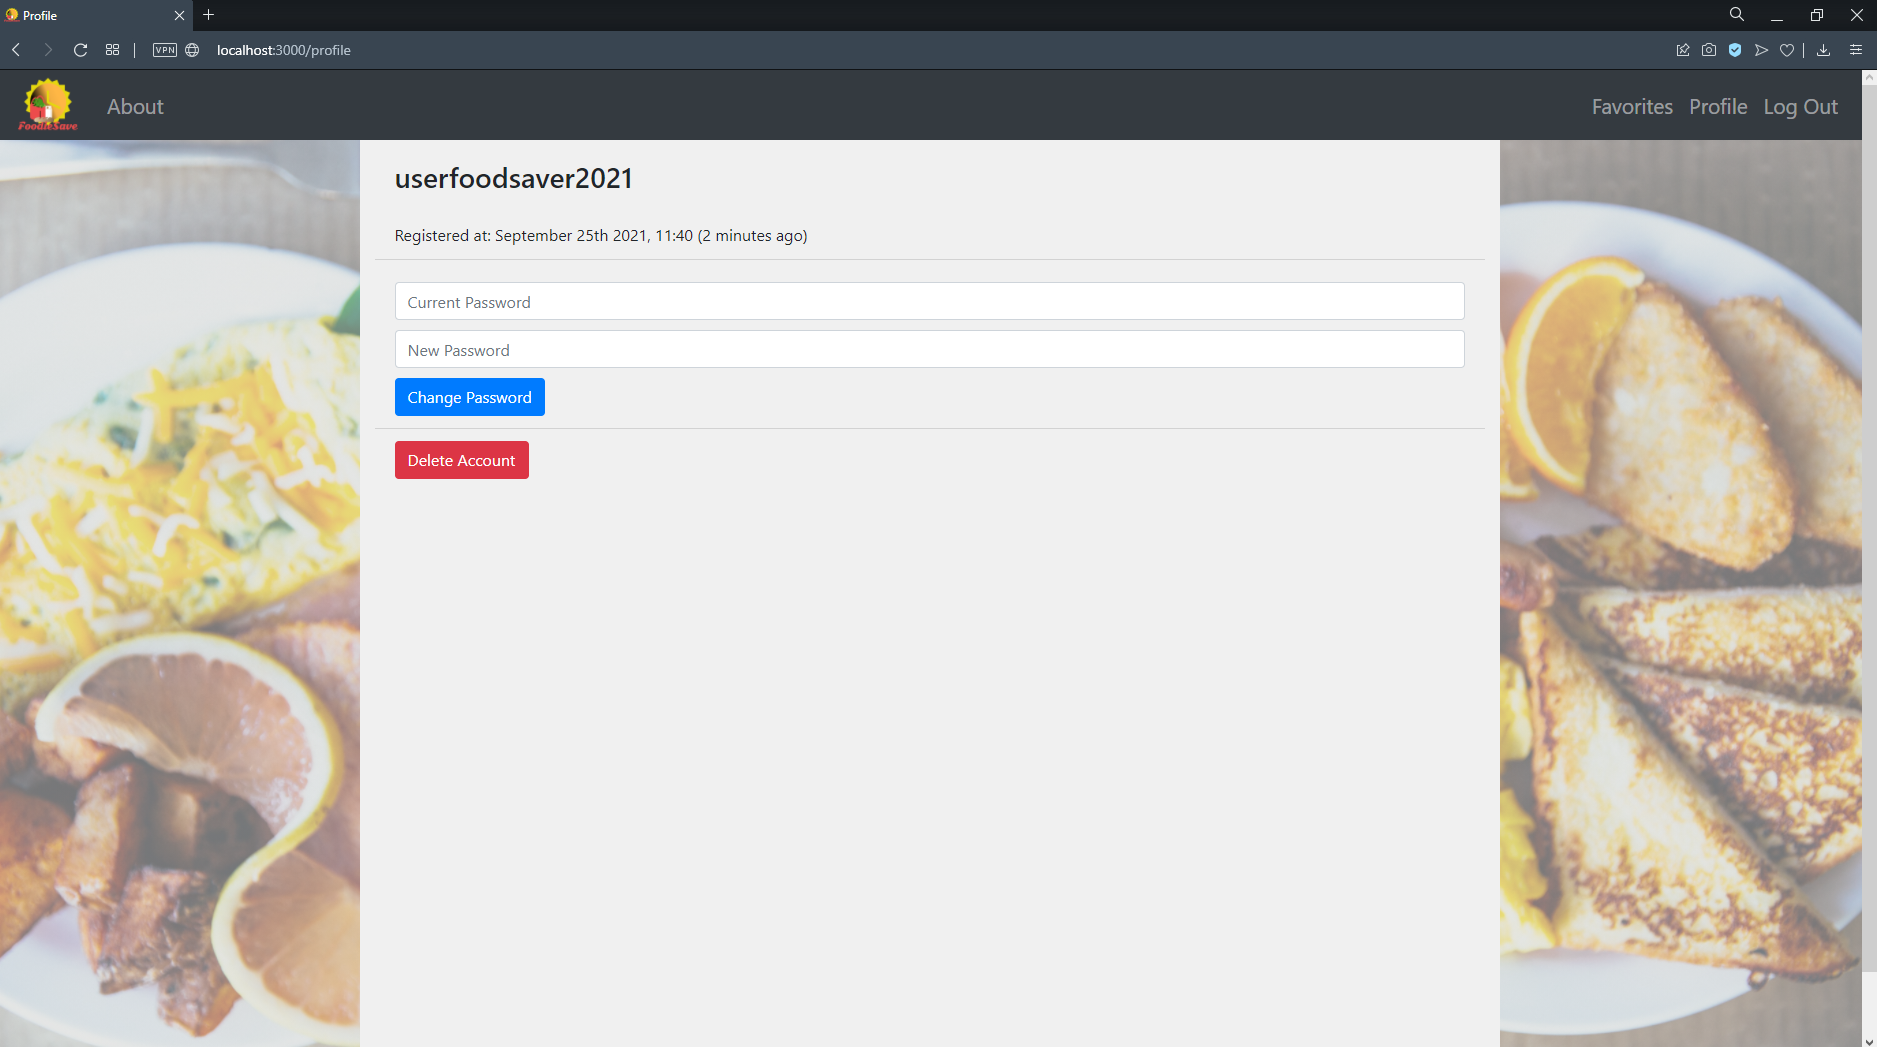 Profile
VPN
localhost:3000/profile
FoodieSave
About
Favorites Profile Log Out
userfoodsaver2021
Registered at: September 25th 2021, 11:40 (2 minutes ago)
Current Password
New Password
Change Password
Delete Account